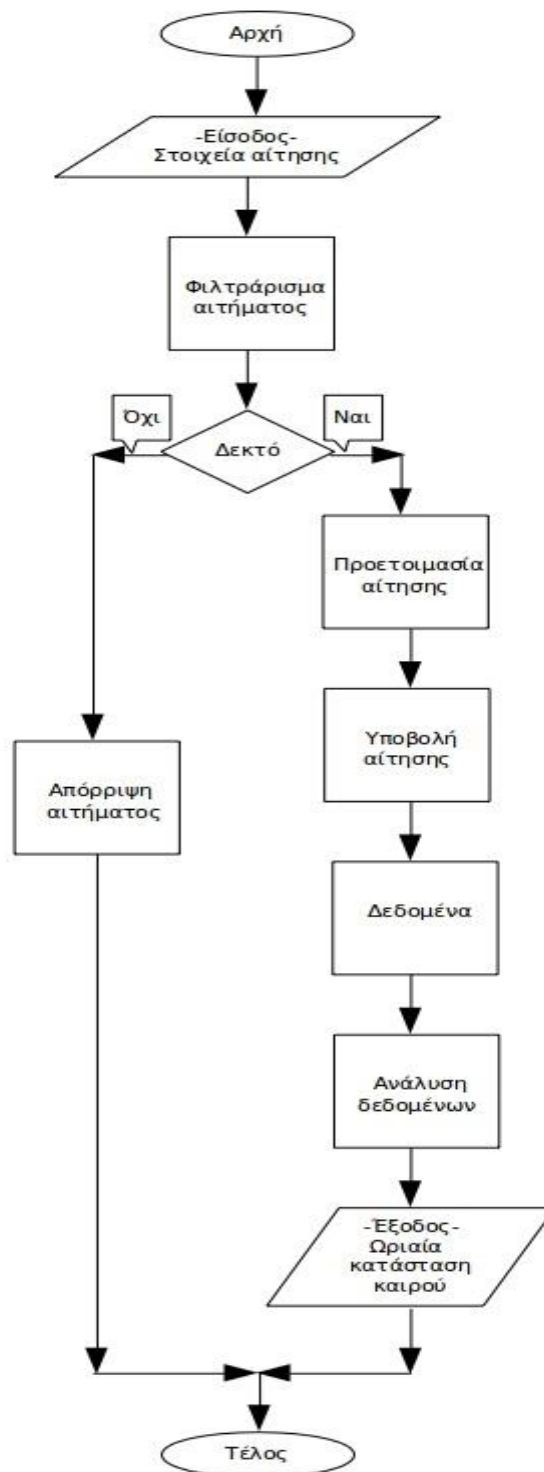 Αρχή
-Είσοδος-
Στοιχεία αίτησης
Φιλτράρισμα
αιτήματος
Όχι
Ναι
Δεκτό
Προετοιμασία
αίτησης
Υποβολή
αίτησης
Απόρριψη
αιτήματος
Δεδομένα
Ανάλυση
δεδομένων
-Έξοδος-
Ωριαία
κατάσταση
καιρού
Τέλος